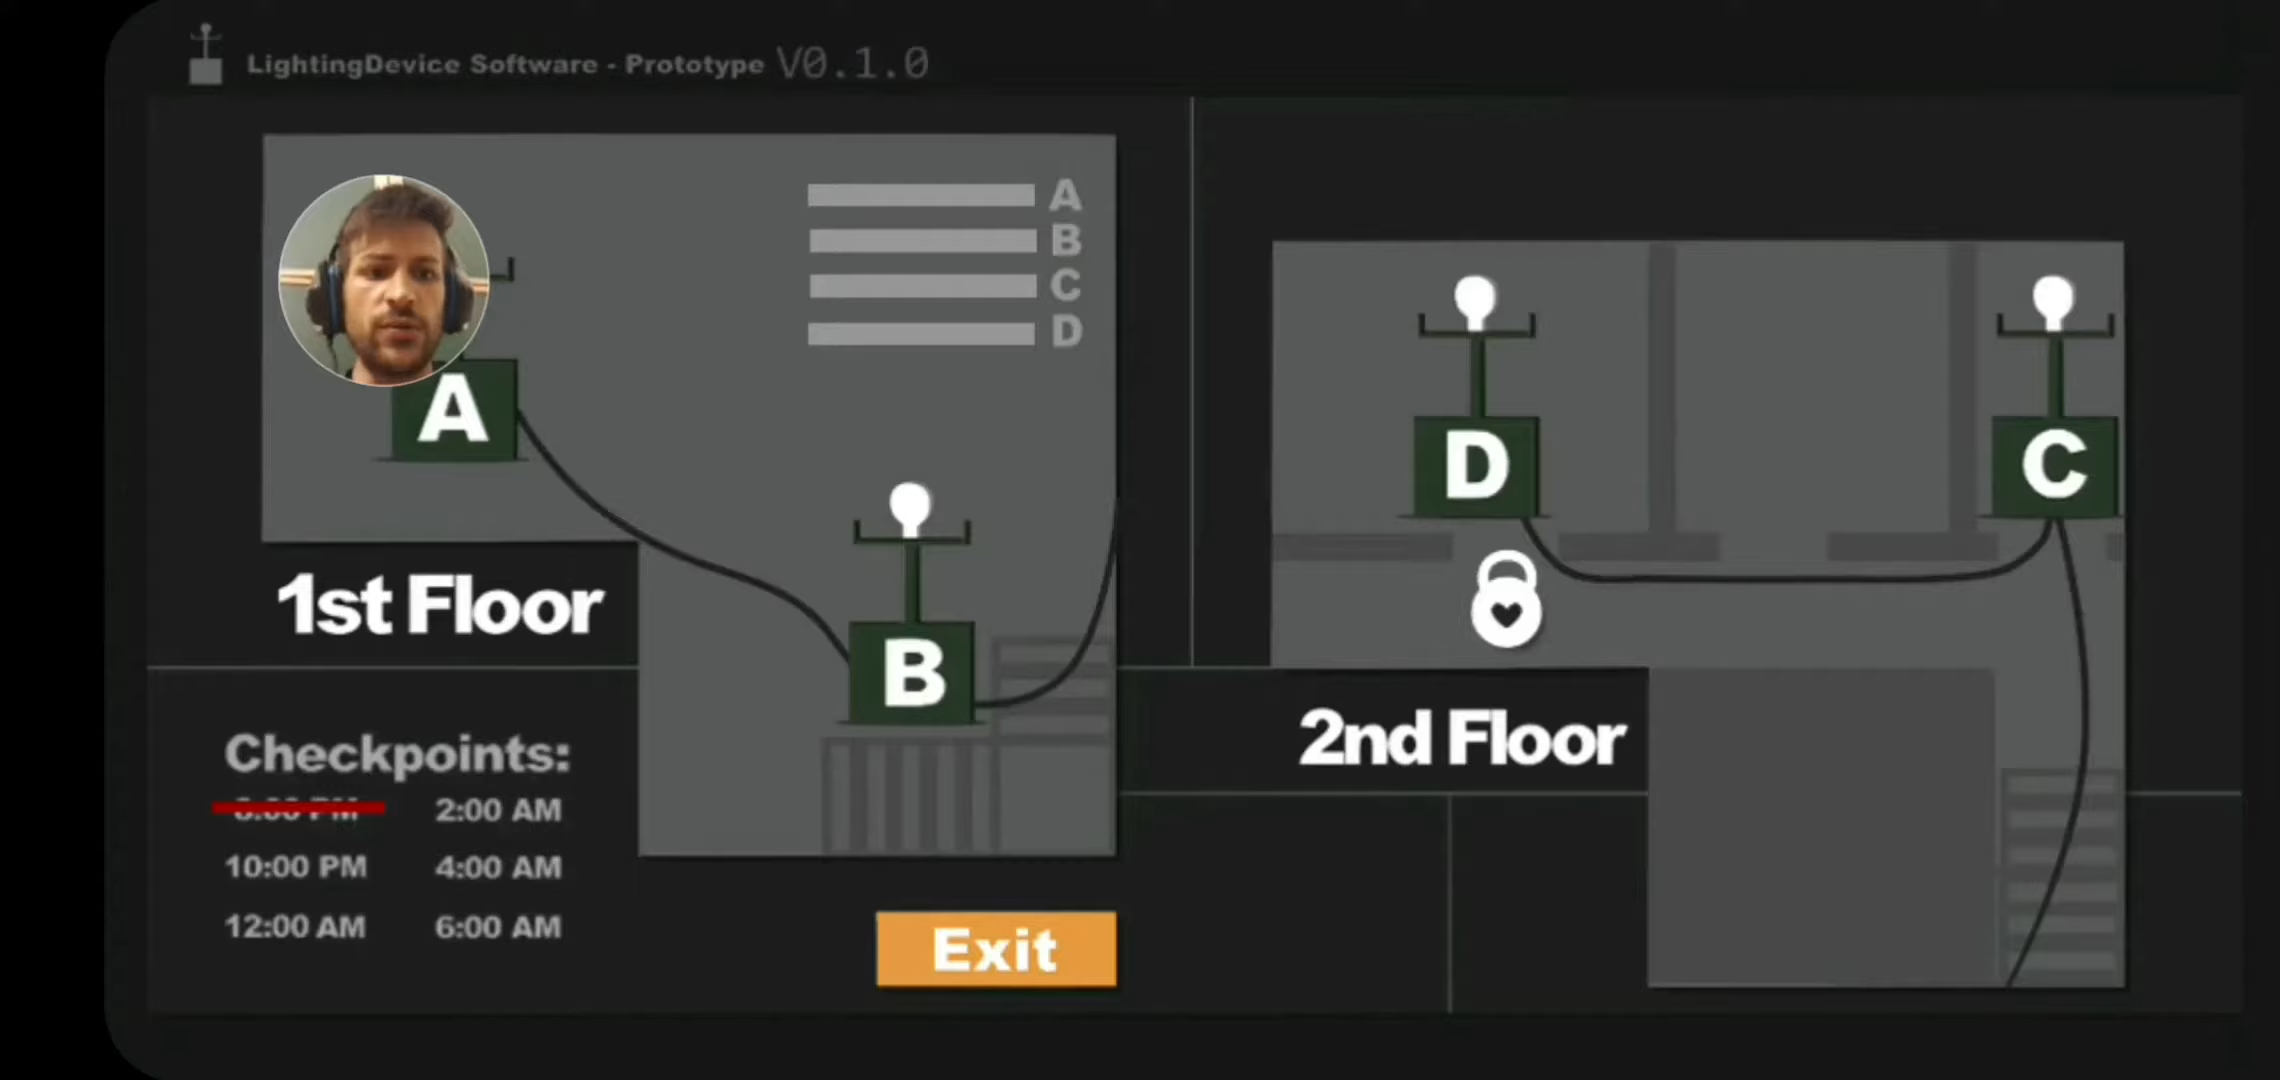 LightingDevice Software - Prototype V0.1.0
A
B
C
D
A
B
1st Floor
D
C
2nd Floor
Checkpoints:
2:00 AM
10:00 PM
4:00 AM
12:00 AM
6:00 AM
Exit